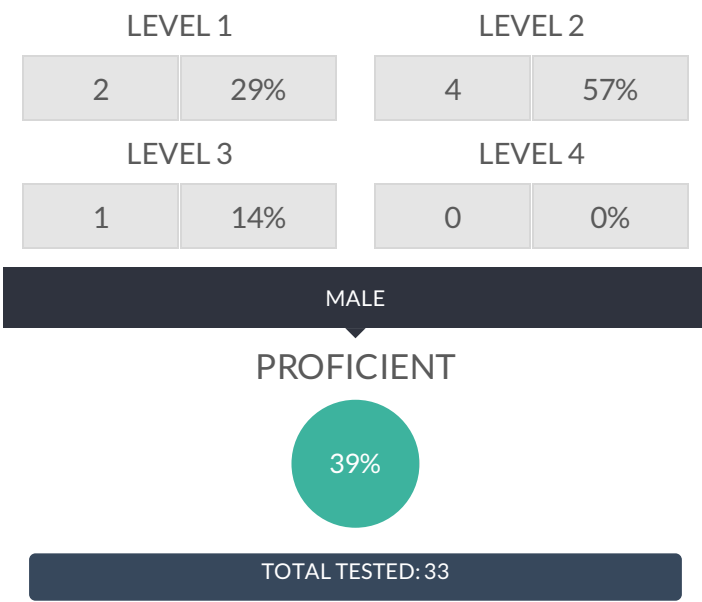 LEVEL 1 LEVEL 2
2 29% 4 57%
LEVEL 3 LEVEL 4
1 14% 0 0%
MALE
PROFICIENT
39%
TOTAL TESTED: 33